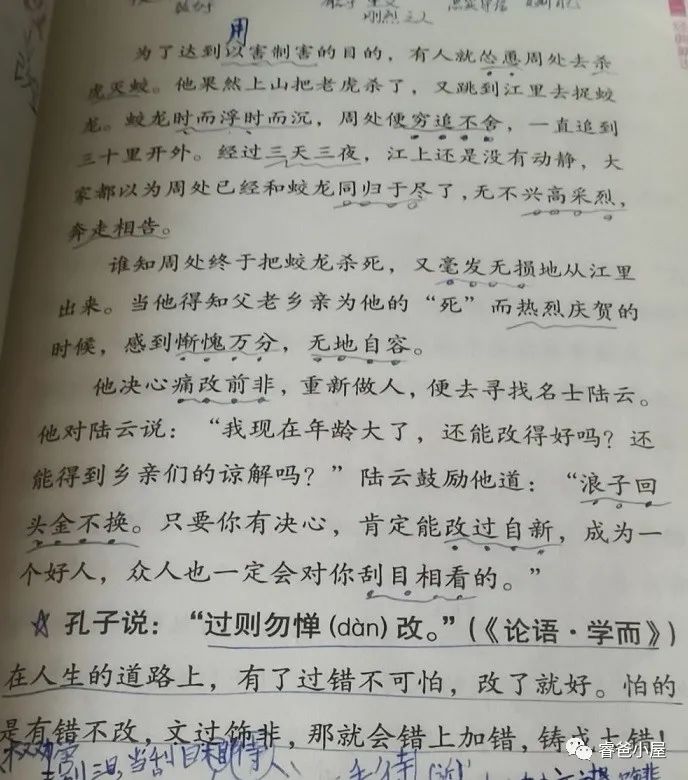 刚烈之人
用
为了达到以害制害的目的，有人就怂恿周处去杀
虎灭蛟。他果然上山把老虎杀了，又跳到江里去捉蛟
龙。蛟龙时而浮时而沉，周处便穷追不舍，一直追到
三十里开外。经过三天三夜，江上还是没有动静，大
家都以为周处已经和蛟龙同归于尽了，无不兴高采烈，
奔走相告。
谁知周处终于把蛟龙杀死，又毫发无损地从江里
出来。当他得知父老乡亲为他的“死”而热烈庆贺的
时候，感到惭愧万分，无地自容。
他决心痛改前非，重新做人，便去寻找名士陆云。
他对陆云说：“我现在年龄大了，还能改得好吗？还
能得到乡亲们的谅解吗？”陆云鼓励他道：“浪子回
头金不换。只要你有决心，肯定能改过自新，成为一
个好人，众人也一定会对你刮目相看的。”
☆ 孔子说：“过则勿惮(dàn)改。”(《论语·学而》)
在人生的道路上，有了过错不可怕，改了就好。怕的
是有错不改，文过饰非，那就会错上加错，铸成大错！
睿爸小屋